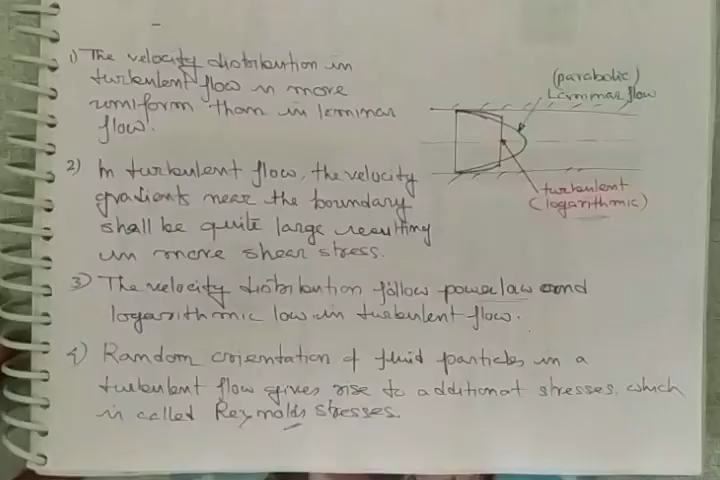 1) The velocity distribution in
turbulent flow is more
uniform than in laminar
flow.
(parabolic)
Laminar flow
turbulent
(logarithmic)
2) In turbulent flow, the velocity
gradients near the boundary
shall be quite large resulting
in more shear stress.
3) The velocity distribution follow power law and
logarithmic law in turbulent flow.
4) Random orientation of fluid particles in a
turbulent flow gives rise to additional stresses, which
is called Reynolds stresses.